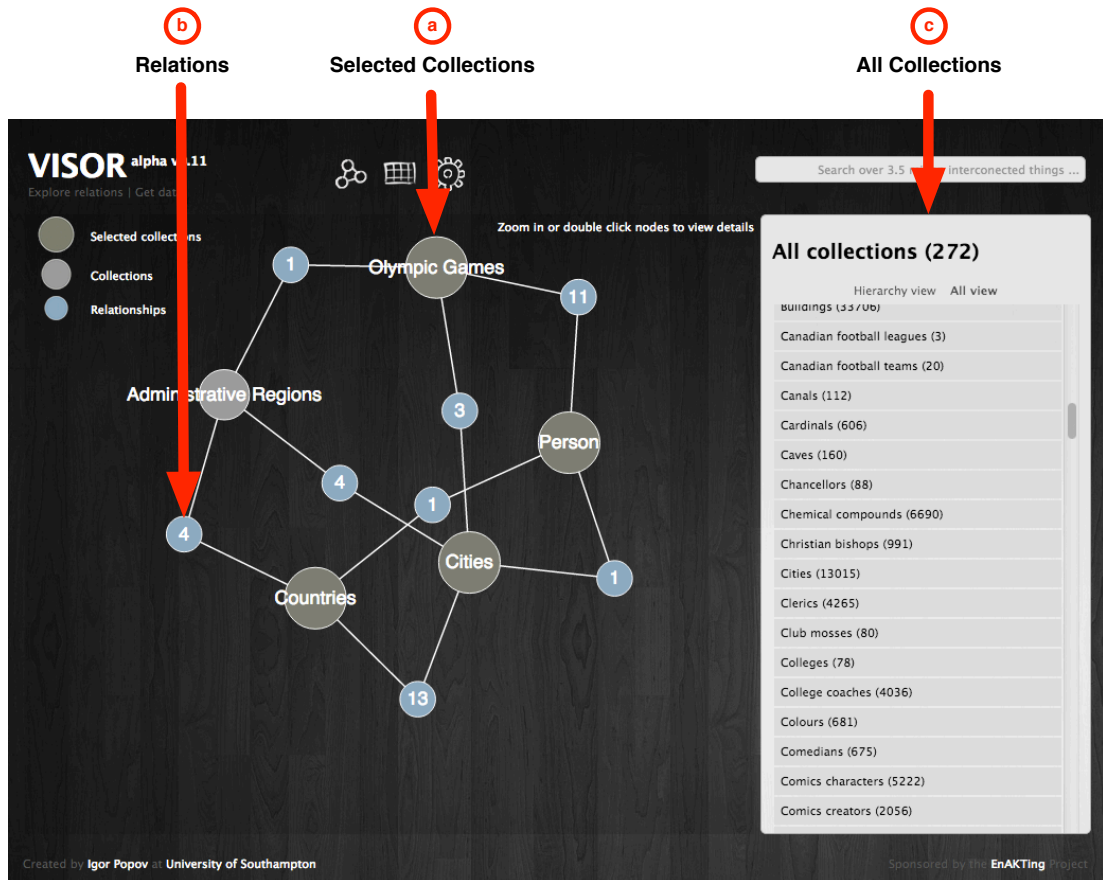 b
a
c
Relations
Selected Collections
All Collections
VISOR alpha v .11
Explore relations | Get dat
Search over 3.5 m interconected things ...
Selected collections
Collections
Relationships
Zoom in or double click nodes to view details
1
Olympic Games
11
Administrative Regions
3
Person
4
1
4
Cities
1
Countries
13
All collections (272)
Hierarchy view All view
Buildings (33706)
Canadian football leagues (3)
Canadian football teams (20)
Canals (112)
Cardinals (606)
Caves (160)
Chancellors (88)
Chemical compounds (6690)
Christian bishops (991)
Cities (13015)
Clerics (4265)
Club mosses (80)
Colleges (78)
College coaches (4036)
Colours (681)
Comedians (675)
Comics characters (5222)
Comics creators (2056)
Created by Igor Popov at University of Southampton
Sponsored by the EnAKTing Project